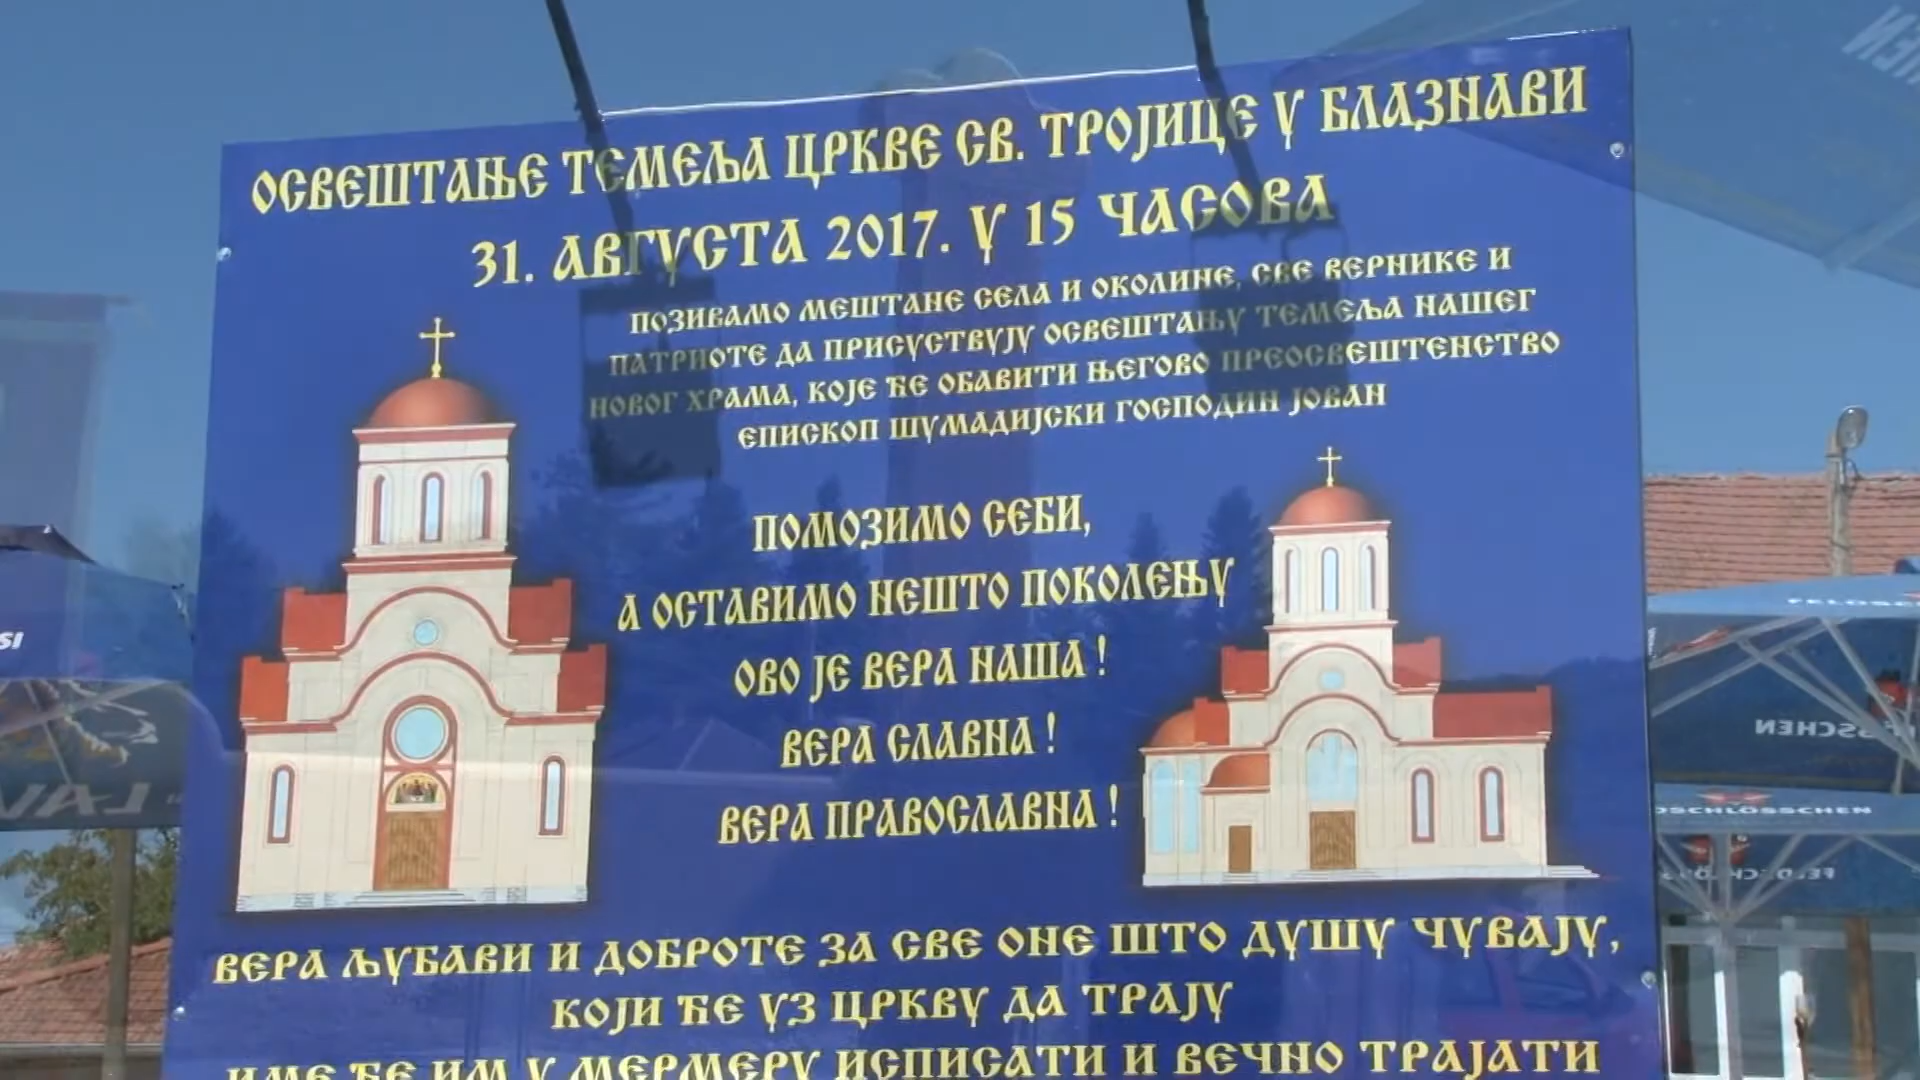 ОСВЕШТАЊЕ ТЕМЕЉА ЦРКВЕ СВ. ТРОЈИЦЕ У БЛАЗНАВИ
31. АВГУСТА 2017. У 15 ЧАСОВА
ПОЗИВАМО МЕШТАНЕ СЕЛА И ОКОЛИНЕ, СВЕ ВЕРНИКЕ И
ПАТРИОТЕ ДА ПРИСУСТВУЈУ ОСВЕШТАЊУ ТЕМЕЉА НАШЕГ
НОВОГ ХРАМА, КОЈЕ ЋЕ ОБАВИТИ ЊЕГОВО ПРЕОСВЕШТЕНСТВО
ЕПИСКОП ШУМАДИЈСКИ ГОСПОДИН ЈОВАН
ПОМОЗИМО СЕБИ,
А ОСТАВИМО НЕШТО ПОКОЛЕЊУ
ОВО ЈЕ ВЕРА НАША !
ВЕРА СЛАВНА !
ВЕРА ПРАВОСЛАВНА !
ВЕРА ЉУБАВИ И ДОБРОТЕ ЗА СВЕ ОНЕ ШТО ДУШУ ЧУВАЈУ,
КОЈИ ЋЕ УЗ ЦРКВУ ДА ТРАЈУ
ИМЕ ЋЕ ИМ У МЕРМЕРУ ИСПИСАТИ И ВЕЧНО ТРАЈАТИ